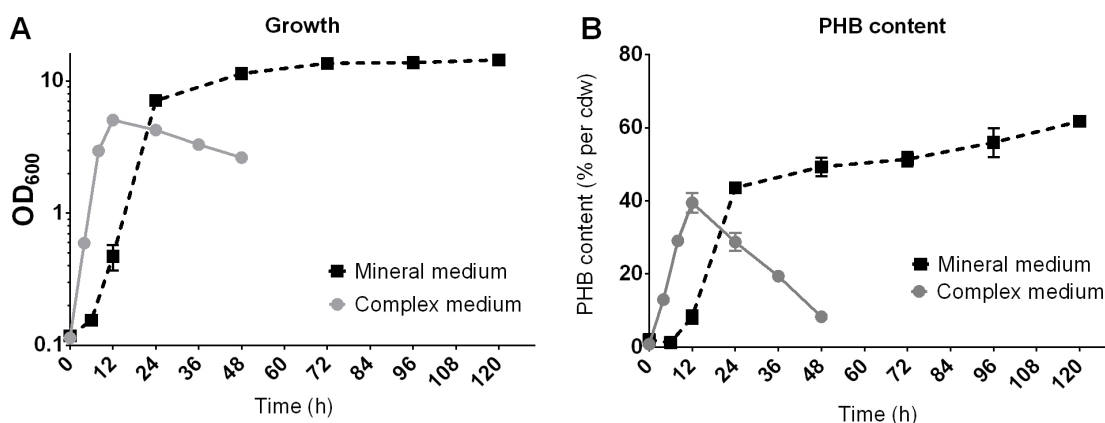 A
Growth
OD600
10
1
0.1
0 12 24 36 48 60 72 84 96 108 120
Time (h)
Mineral medium
Complex medium
B
PHB content
PHB content (% per cdw)
80
60
40
20
0
0 12 24 36 48 60 72 84 96 108 120
Time (h)
Mineral medium
Complex medium